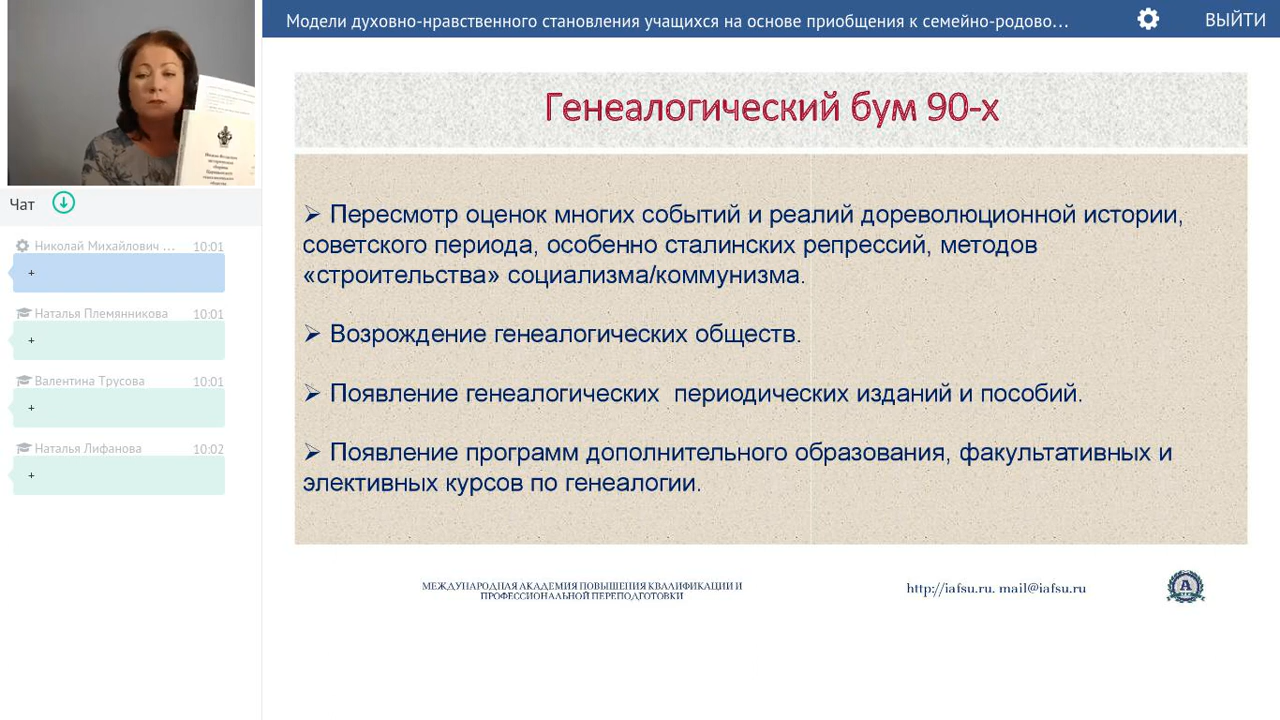 Модели духовно-нравственного становления учащихся на основе приобщения к семейно-родово...
ВЫЙТИ
Чат
Николай Михайлович ... 10:01
+
Наталья Племянникова 10:01
+
Валентина Трусова 10:01
+
Наталья Лифанова 10:02
+
Генеалогический бум 90-х
➢ Пересмотр оценок многих событий и реалий дореволюционной истории,
советского периода, особенно сталинских репрессий, методов
«строительства» социализма/коммунизма.
➢ Возрождение генеалогических обществ.
➢ Появление генеалогических периодических изданий и пособий.
➢ Появление программ дополнительного образования, факультативных и
элективных курсов по генеалогии.
МЕЖДУНАРОДНАЯ АКАДЕМИЯ ПОВЫШЕНИЯ КВАЛИФИКАЦИИ И
ПРОФЕССИОНАЛЬНОЙ ПЕРЕПОДГОТОВКИ
http://iafsu.ru. mail@iafsu.ru